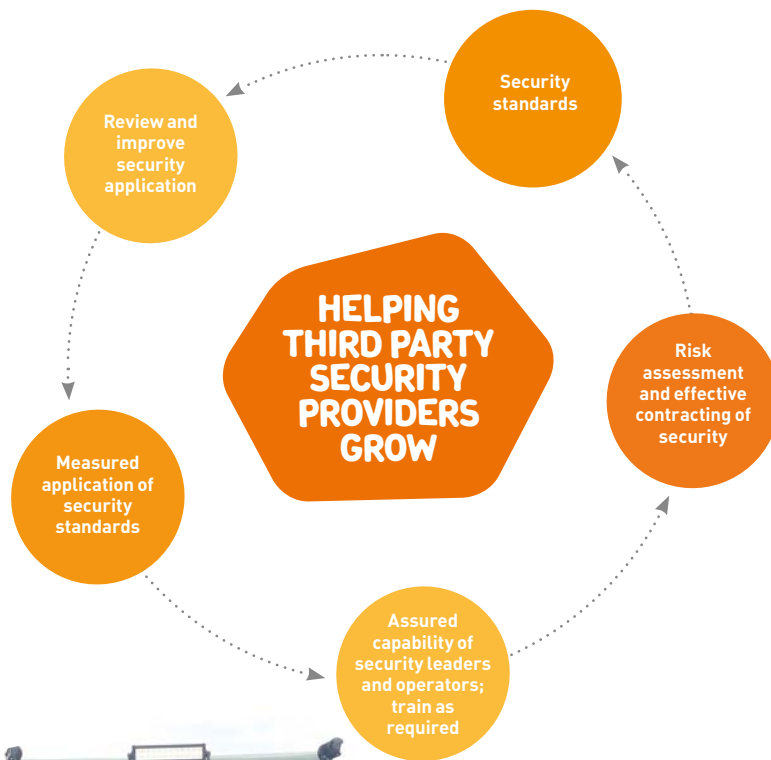 Security
standards
Review and
improve
security
application
HELPING
THIRD PARTY
SECURITY
PROVIDERS
GROW
Risk
assessment
and effective
contracting of
security
Measured
application of
security
standards
Assured
capability of
security leaders
and operators;
train as
required